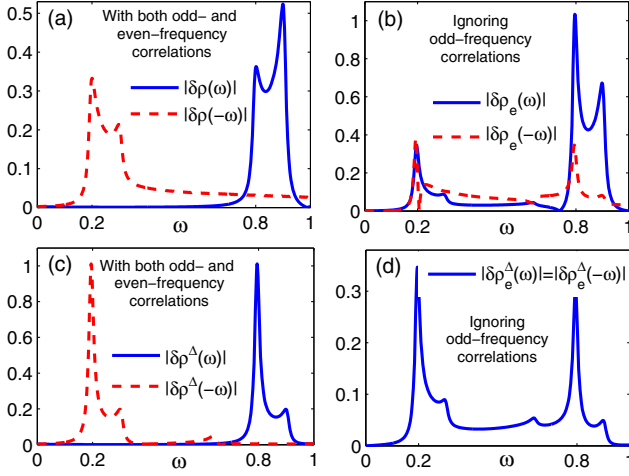 (a)
With both odd- and
even-frequency
correlations
|δρ(ω)|
|δρ(-ω)|
0.5
0.4
0.3
0.2
0.1
0
0
0.2
ω
0.8
1
(b)
Ignoring
odd-frequency
correlations
|δρe(ω)|
|δρe(-ω)|
1
0.8
0.6
0.4
0.2
0
0
0.2
ω
0.8
1
(c)
With both odd- and
even-frequency
correlations
|δρ^Δ(ω)|
|δρ^Δ(-ω)|
1
0.8
0.6
0.4
0.2
0
0
0.2
ω
0.8
1
(d)
|δρe^Δ(ω)|=|δρe^Δ(-ω)|
Ignoring
odd-frequency
correlations
0.3
0.2
0.1
0
0
0.2
ω
0.8
1